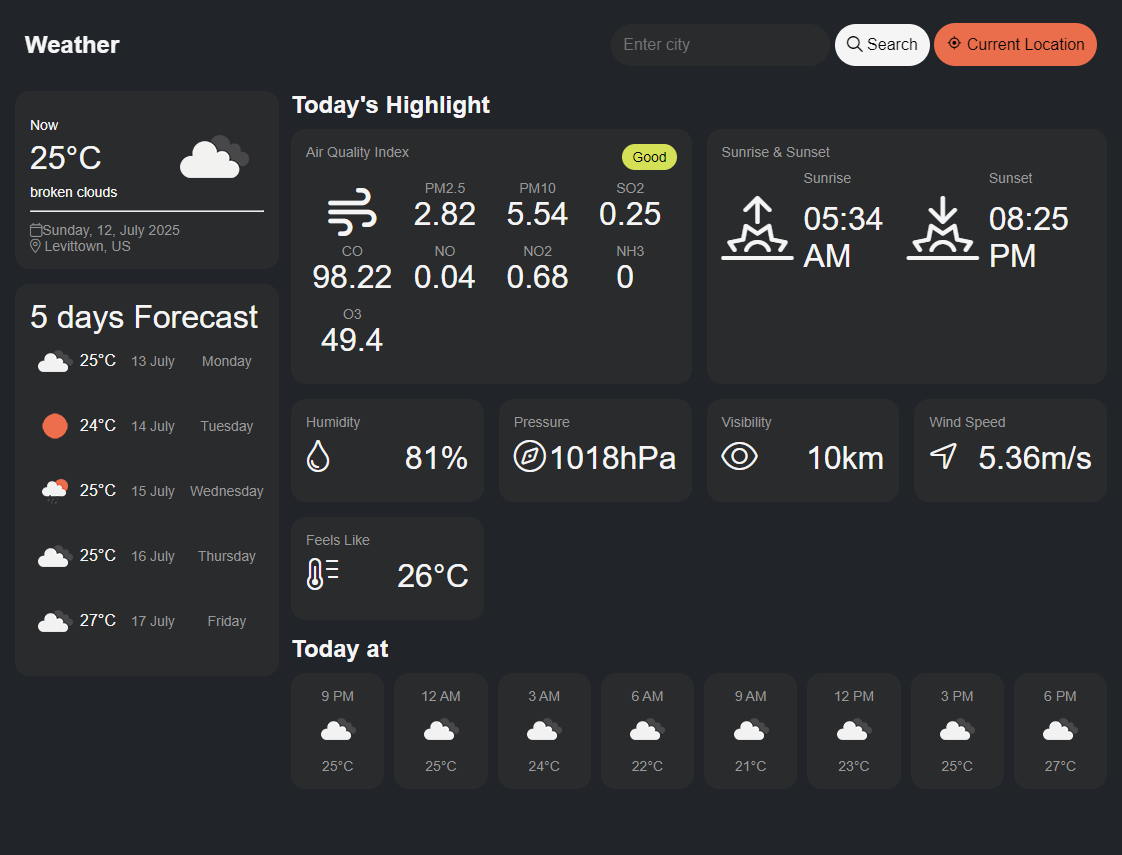 Weather
Enter city
Search
Current Location
Now
25°C
broken clouds
Sunday, 12, July 2025
Levittown, US
5 days Forecast
25°C 13 July Monday
24°C 14 July Tuesday
25°C 15 July Wednesday
25°C 16 July Thursday
27°C 17 July Friday
Today's Highlight
Air Quality Index
Good
PM2.5 PM10 SO2
2.82 5.54 0.25
CO NO NO2 NH3
98.22 0.04 0.68 0
O3
49.4
Sunrise & Sunset
Sunrise
05:34
AM
Sunset
08:25
PM
Humidity
81%
Pressure
1018hPa
Visibility
10km
Wind Speed
5.36m/s
Feels Like
26°C
Today at
9 PM 12 AM 3 AM 6 AM 9 AM 12 PM 3 PM 6 PM
25°C 25°C 24°C 22°C 21°C 23°C 25°C 27°C